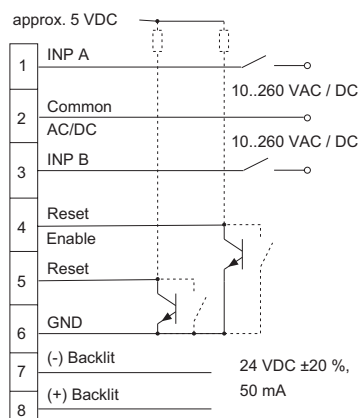 approx. 5 VDC
1 INP A
10..260 VAC / DC
2 Common
AC/DC
10..260 VAC / DC
3 INP B
4 Reset
Enable
5 Reset
6 GND
7 (-) Backlit
24 VDC ±20 %,
50 mA
8 (+) Backlit